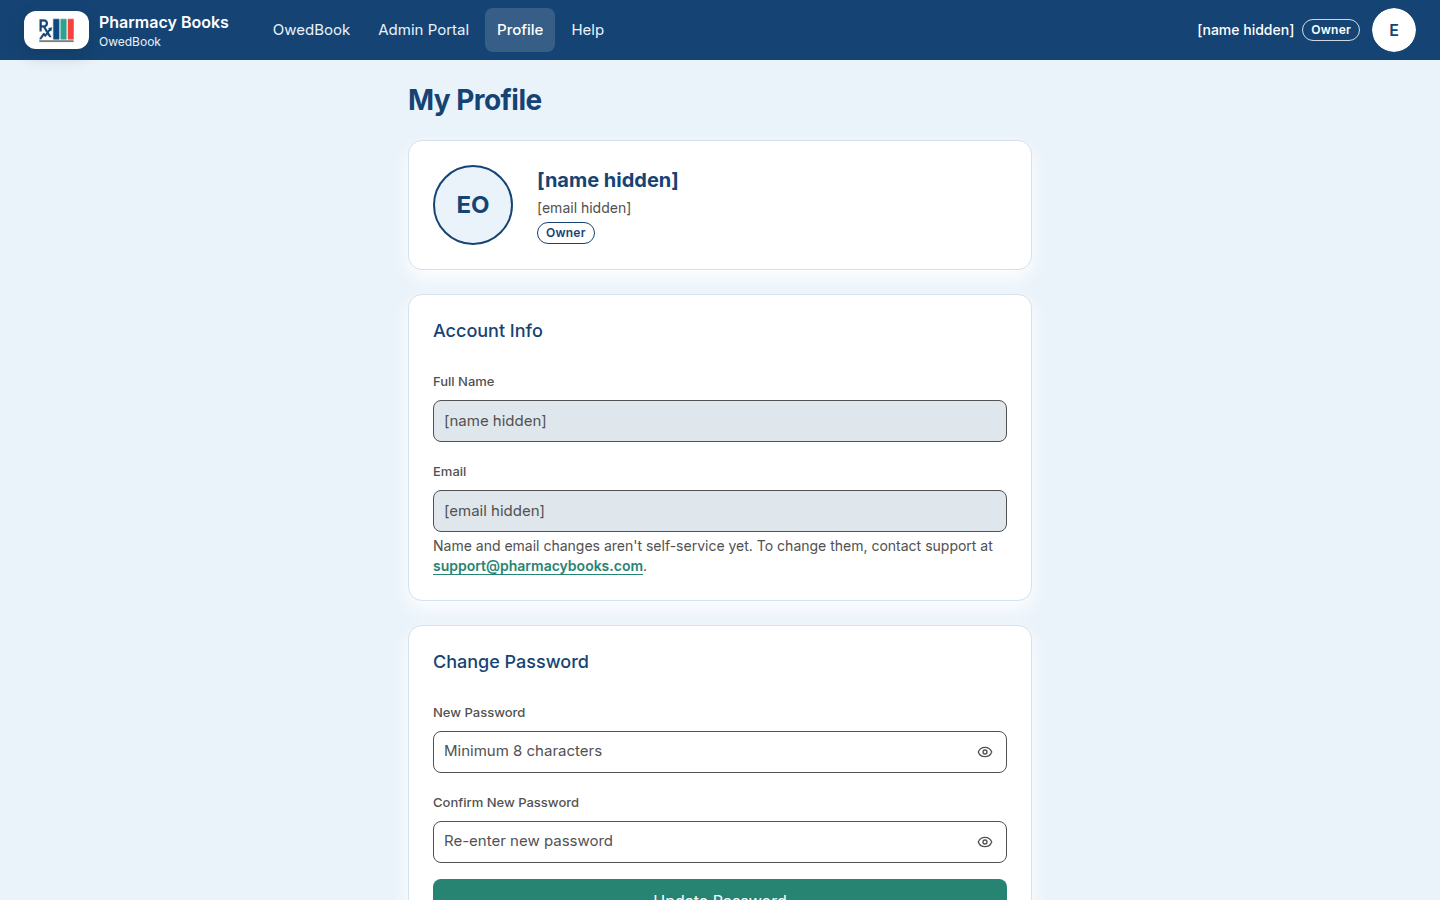 Pharmacy Books
OwedBook
OwedBook
Admin Portal
Profile
Help
[name hidden]
Owner
E
My Profile
EO
[name hidden]
[email hidden]
Owner
Account Info
Full Name
[name hidden]
Email
[email hidden]
Name and email changes aren't self-service yet. To change them, contact support at
support@pharmacybooks.com.
Change Password
New Password
Minimum 8 characters
Confirm New Password
Re-enter new password
Update Password